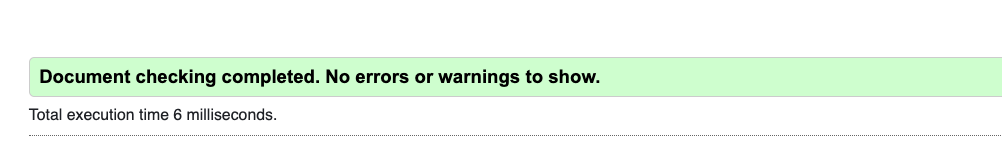 Document checking completed. No errors or warnings to show.
Total execution time 6 milliseconds.